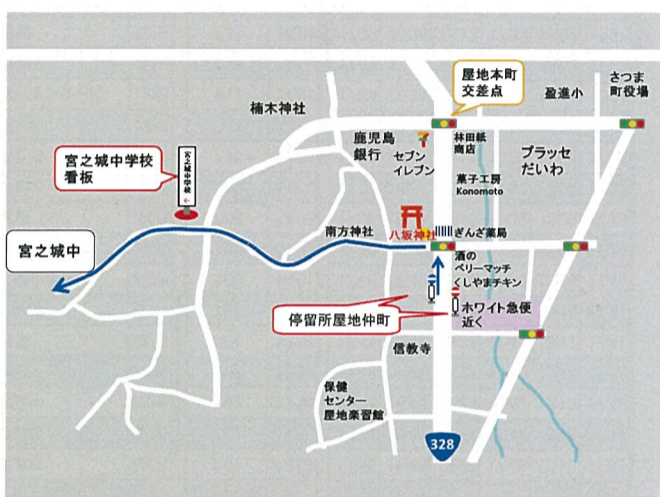 屋地本町
交差点
さつま
町役場
盈進小
楠木神社
鹿児島
銀行
セブン
イレブン
林田紙
商店
プラッセ
だいわ
宮之城中学校
看板
宮之城中学校
←
菓子工房
Konomoto
南方神社
八坂神社
ぎんざ薬局
宮之城中
酒の
ベリーマッチ
くしやまチキン
停留所屋地仲町
ホワイト急便
近く
信教寺
保健
センター
屋地楽習館
328